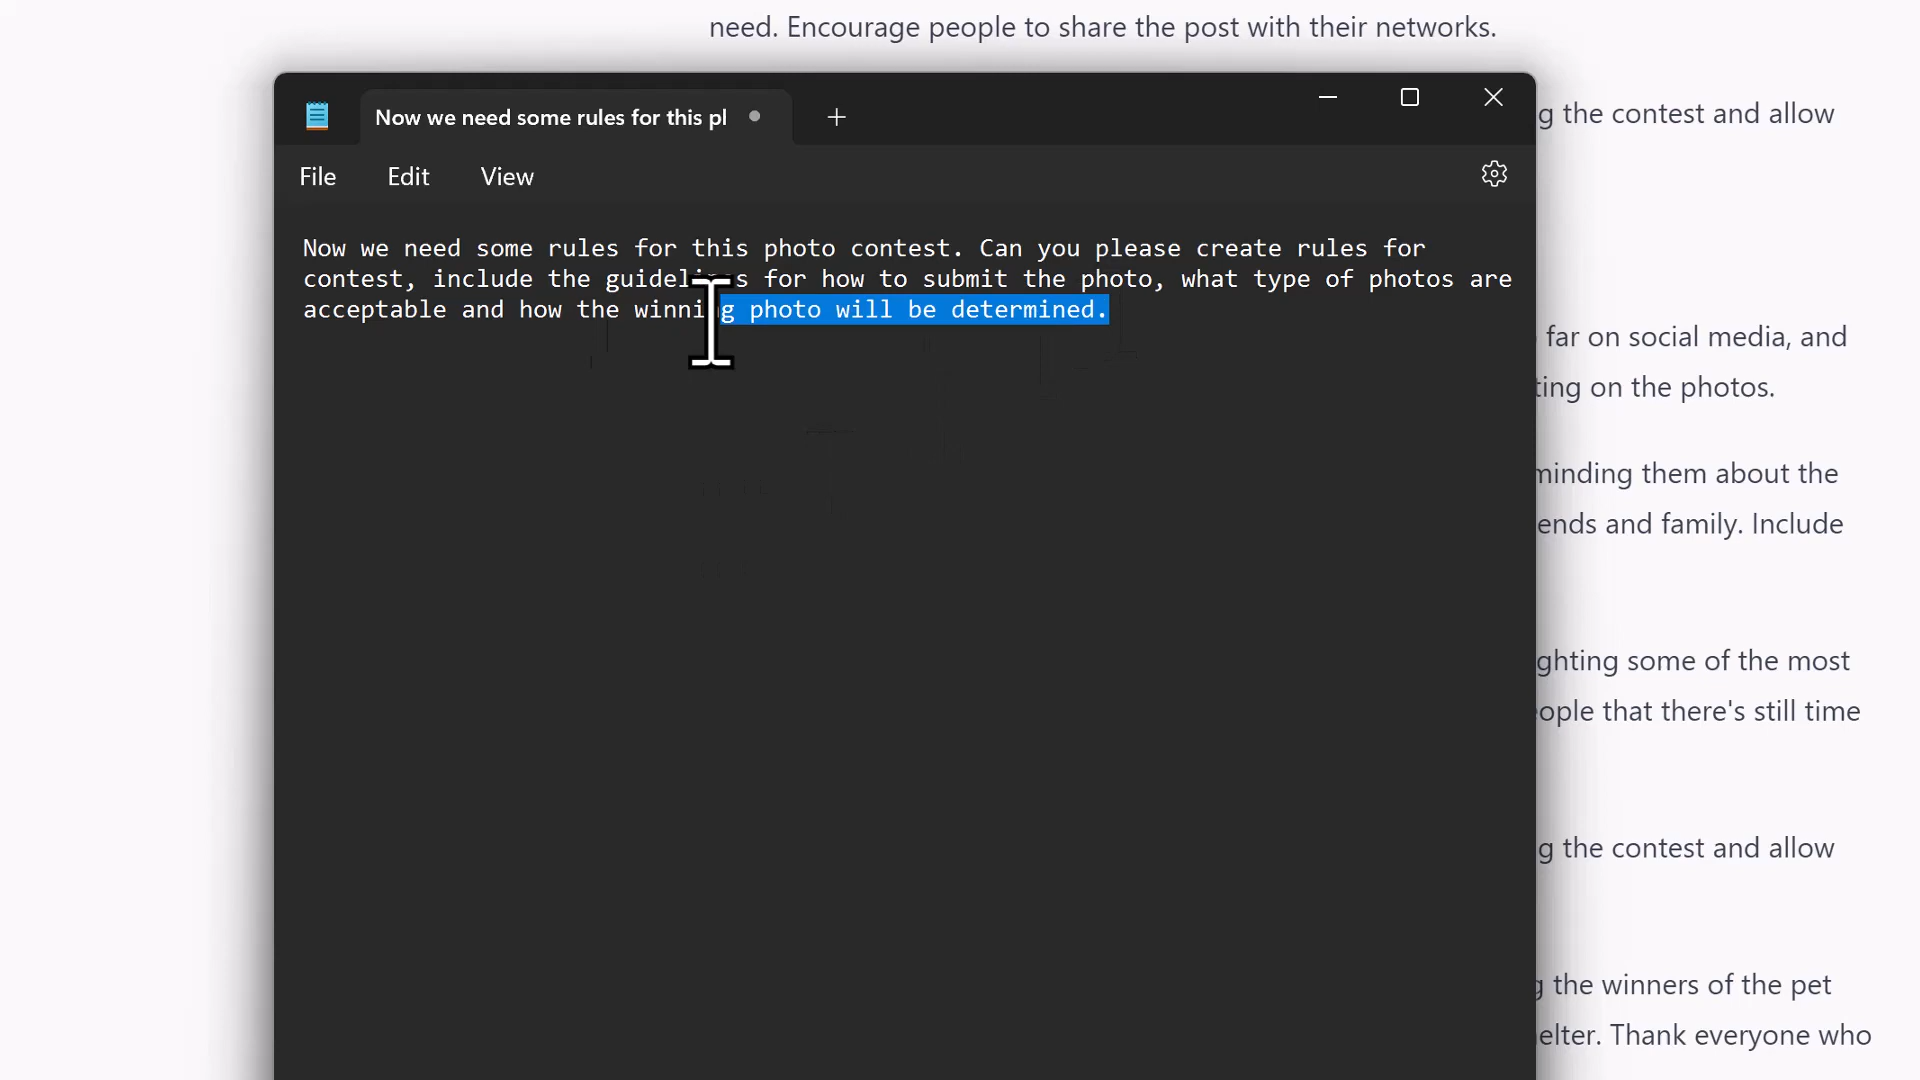 need. Encourage people to share the post with their networks.
Now we need some rules for this pl
g the contest and allow
File Edit View
Now we need some rules for this photo contest. Can you please create rules for
contest, include the guidelines for how to submit the photo, what type of photos are
acceptable and how the winning photo will be determined.
far on social media, and
ting on the photos.
minding them about the
ends and family. Include
ghting some of the most
ople that there's still time
g the contest and allow
g the winners of the pet
elter. Thank everyone who